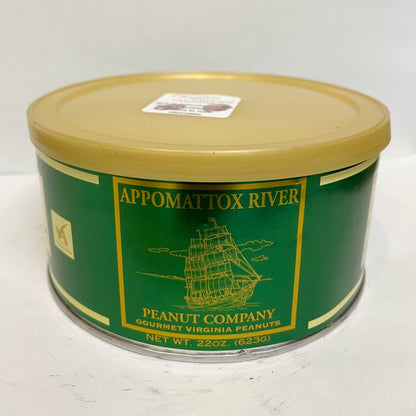 APPOMATTOX RIVER
PEANUT COMPANY
GOURMET VIRGINIA PEANUTS
NET WT. 22OZ. (623G)